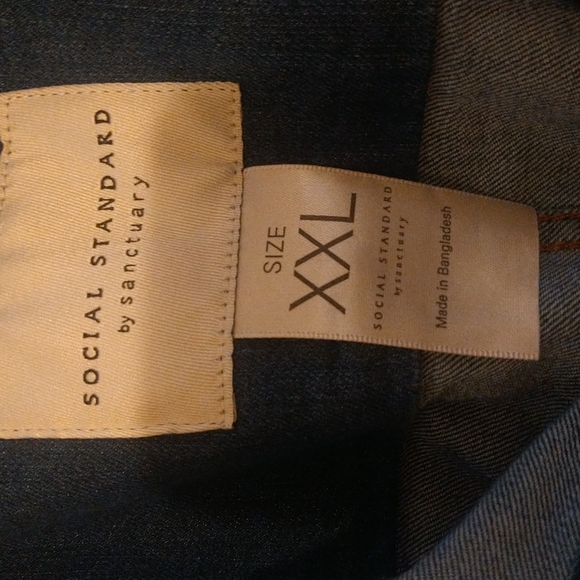 SOCIAL STANDARD
by sanctuary
SIZE
XXL
SOCIAL STANDARD
by sanctuary
Made in Bangladesh